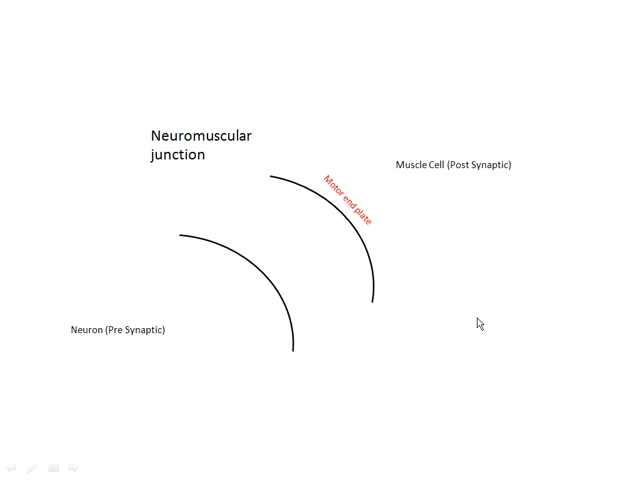 Neuromuscular
junction
Muscle Cell (Post Synaptic)
Motor end plate
Neuron (Pre Synaptic)